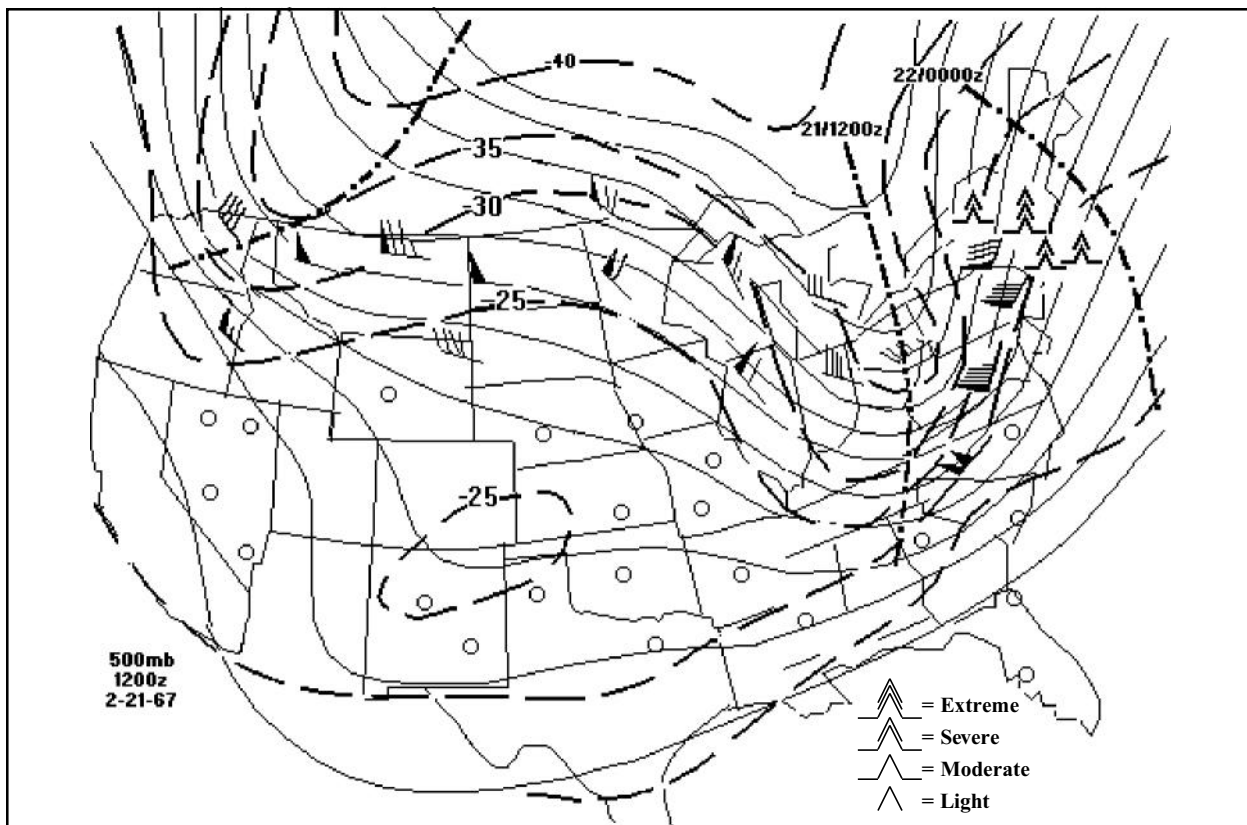 -40
22/0000z
21/1200z
-35
-30
-25
-25
500mb
1200z
2-21-67
= Extreme
= Severe
= Moderate
= Light